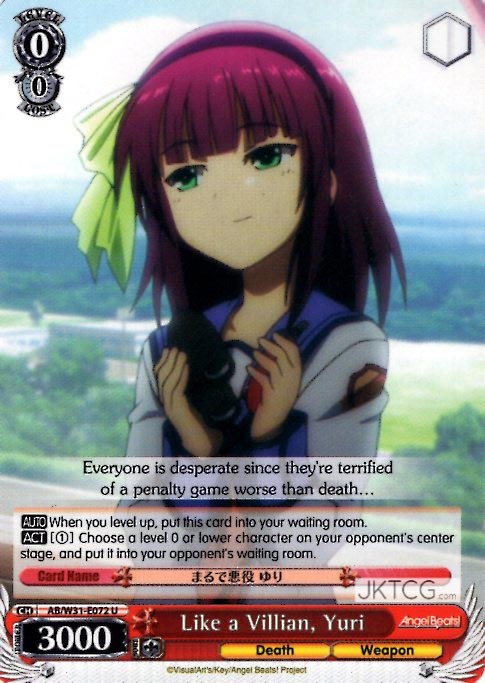 LEVEL
0
0
COST
Everyone is desperate since they're terrified
of a penalty game worse than death...
AUTO When you level up, put this card into your waiting room.
ACT [①] Choose a level 0 or lower character on your opponent's center
stage, and put it into your opponent's waiting room.
Card Name まるで悪役 ゆり
JKTCG.com
CH AB/W31-E072 U
Like a Villian, Yuri Angel Beats!
3000
Death Weapon
©VisualArt's/Key/Angel Beats! Project